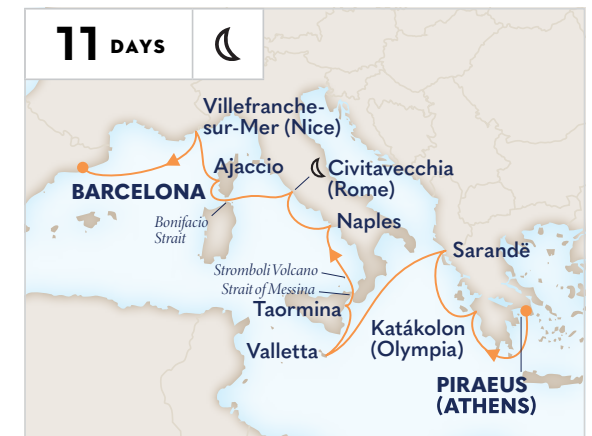 11 DAYS
Villefranche-
sur-Mer (Nice)
Ajaccio
Civitavecchia
(Rome)
BARCELONA
Bonifacio
Strait
Naples
Sarandë
Stromboli Volcano
Strait of Messina
Taormina
Katákolon
(Olympia)
Valletta
PIRAEUS
(ATHENS)